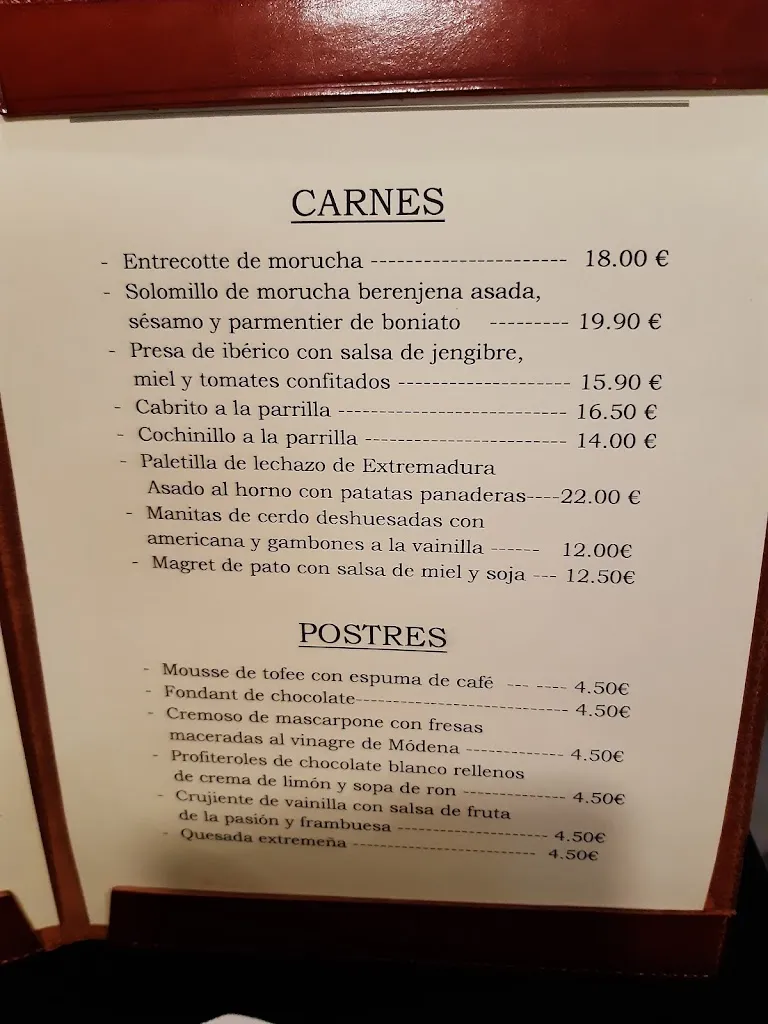 CARNES
- Entrecotte de morucha ---------------------- 18.00 €
- Solomillo de morucha berenjena asada,
sésamo y parmentier de boniato --------- 19.90 €
- Presa de ibérico con salsa de jengibre,
miel y tomates confitados ------------------- 15.90 €
- Cabrito a la parrilla -------------------------- 16.50 €
- Cochinillo a la parrilla ----------------------- 14.00 €
- Paletilla de lechazo de Extremadura
Asado al horno con patatas panaderas----22.00 €
- Manitas de cerdo deshuesadas con
americana y gambones a la vainilla ------ 12.00€
- Magret de pato con salsa de miel y soja --- 12.50€
POSTRES
- Mousse de tofee con espuma de café --- ---- 4.50€
- Fondant de chocolate--------------------------- 4.50€
- Cremoso de mascarpone con fresas
maceradas al vinagre de Módena ------------- 4.50€
- Profiteroles de chocolate blanco rellenos
de crema de limón y sopa de ron -------------- 4.50€
- Crujiente de vainilla con salsa de fruta
de la pasión y frambuesa --------------------- 4.50€
- Quesada extremeña -------------------------- 4.50€